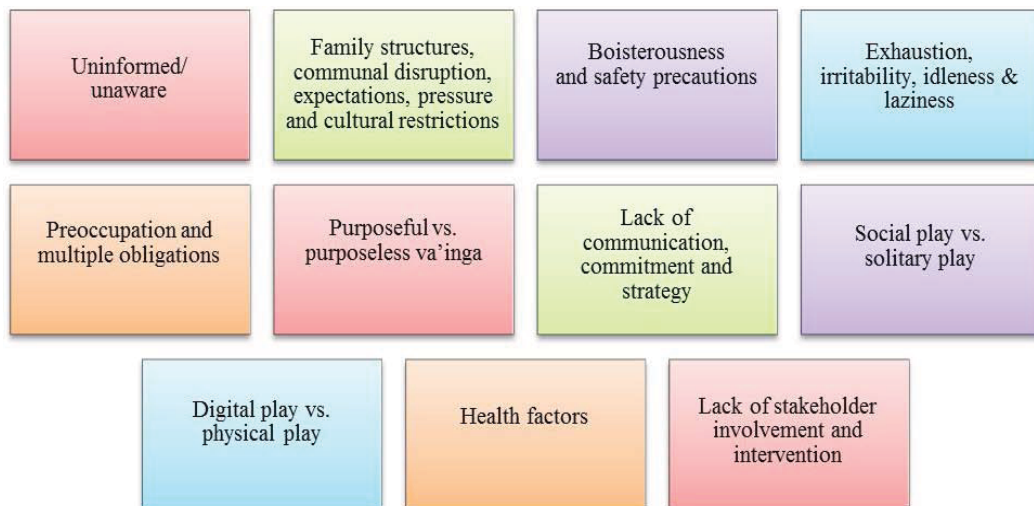 Uninformed/
unaware
Family structures,
communal disruption,
expectations, pressure
and cultural restrictions
Boisterousness
and safety precautions
Exhaustion,
irritability, idleness &
laziness
Preoccupation and
multiple obligations
Purposeful vs.
purposeless va’inga
Lack of
communication,
commitment and
strategy
Social play vs.
solitary play
Digital play vs.
physical play
Health factors
Lack of stakeholder
involvement and
intervention